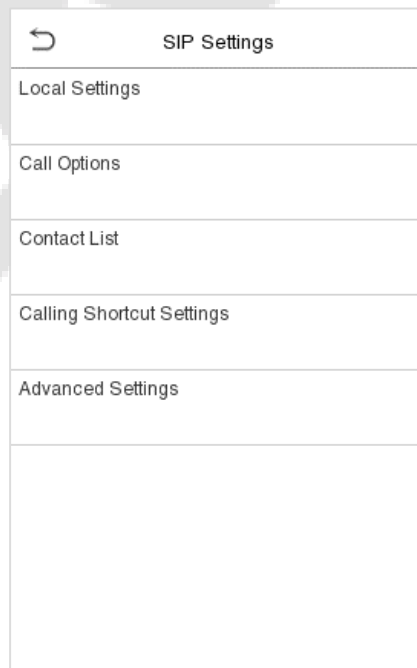 SIP Settings
Local Settings
Call Options
Contact List
Calling Shortcut Settings
Advanced Settings